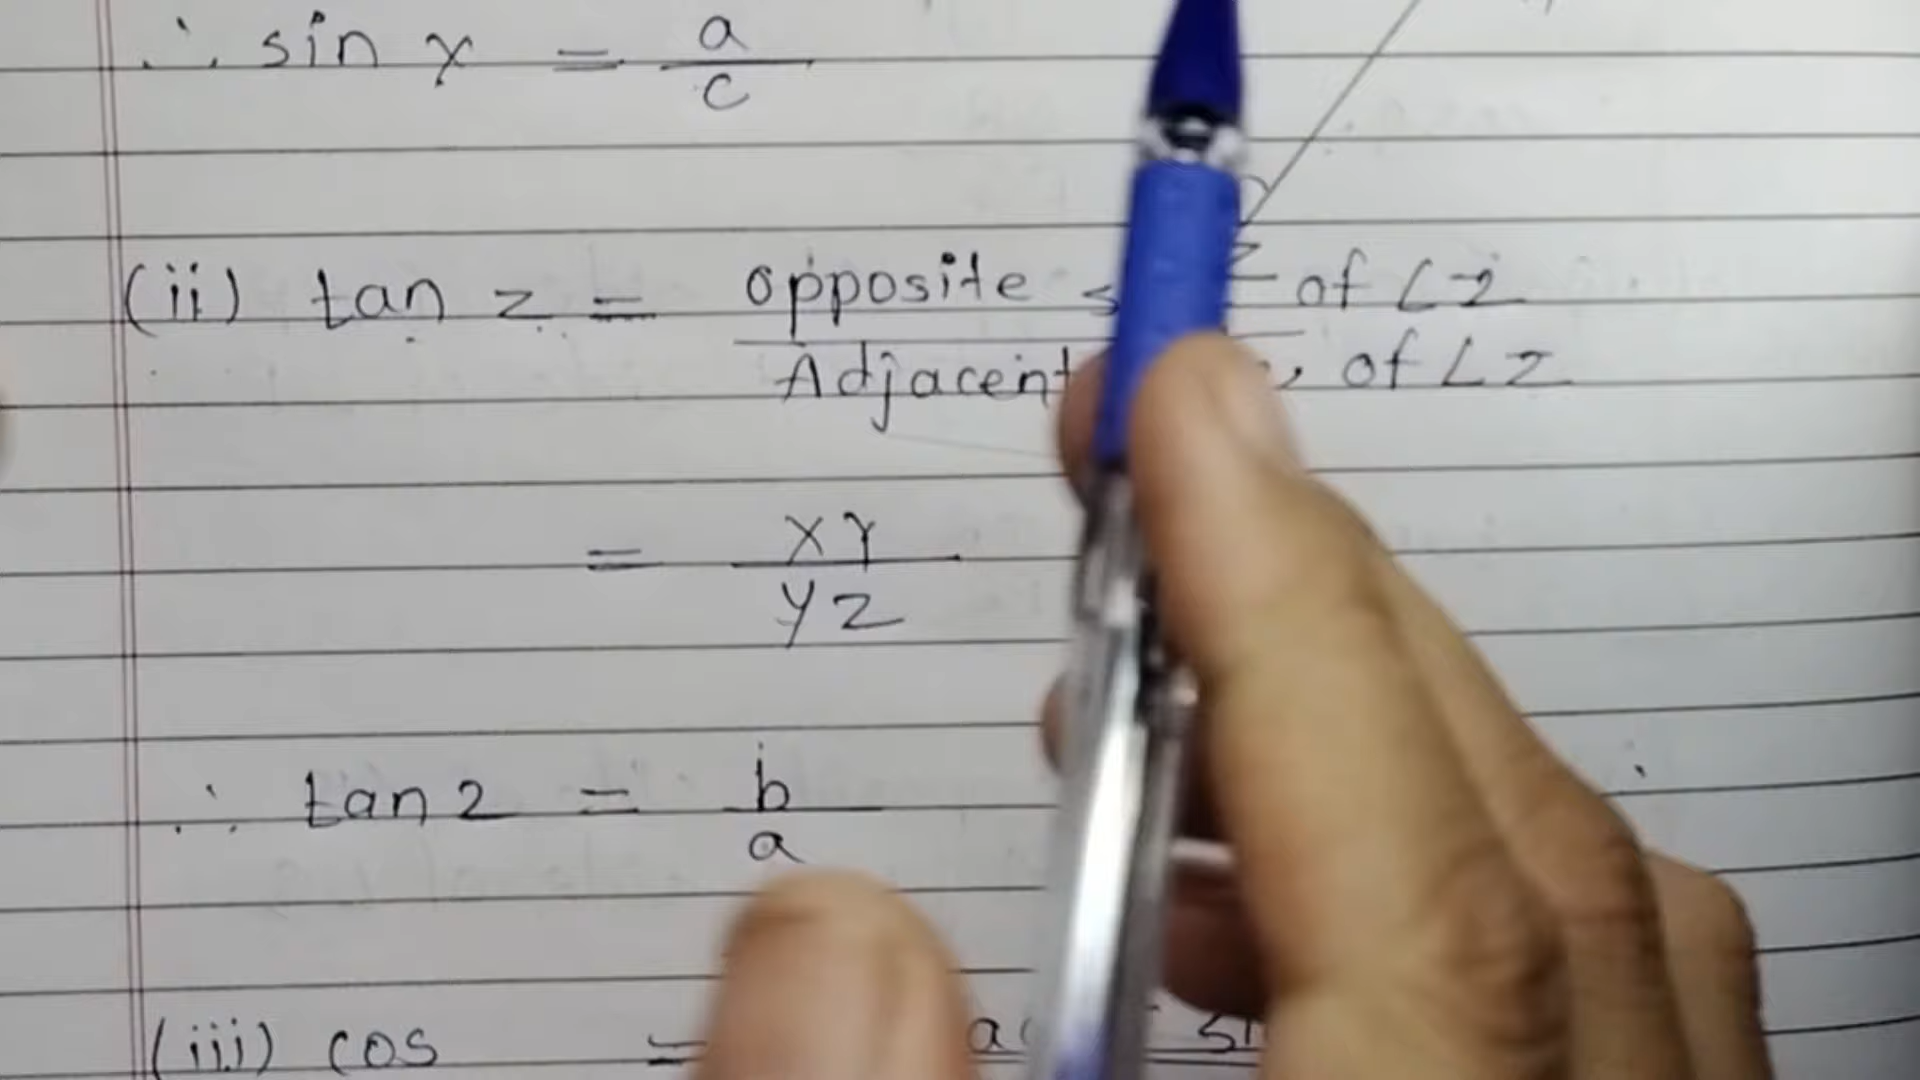 ∴ sin x = a/c
(ii) tan z = opposite of ∠z
Adjacent of ∠z
= XY/YZ
∴ tan z = b/a
(iii) cos =